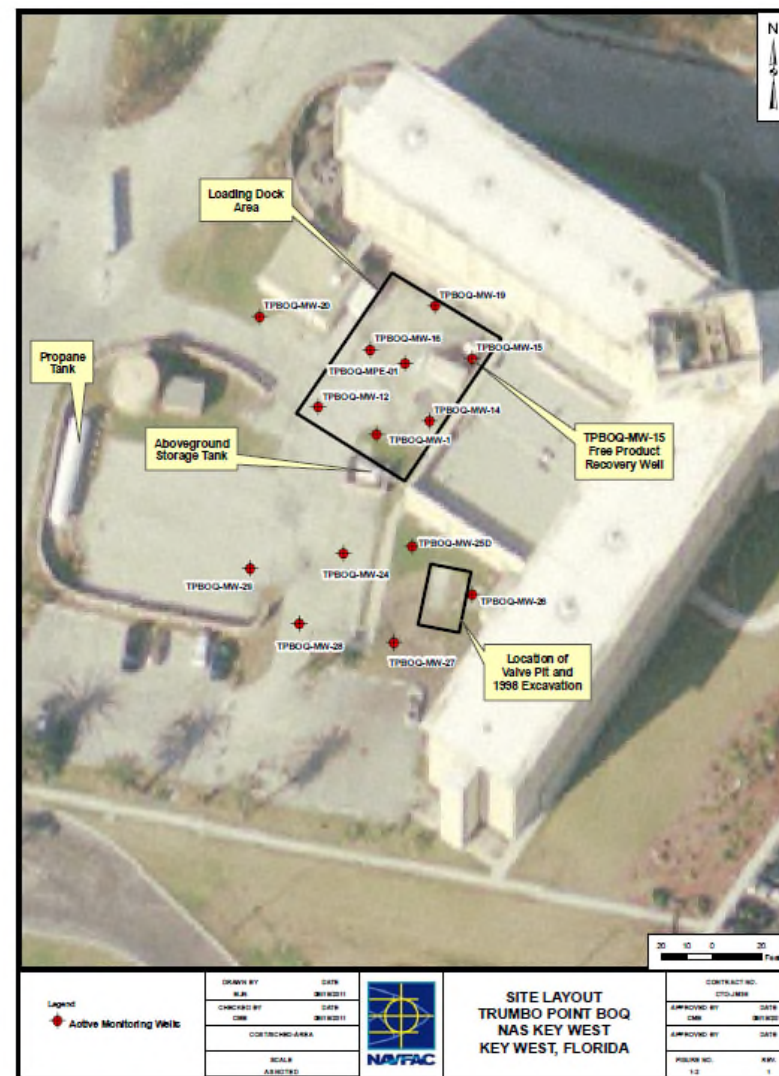 N
Loading Dock
Area
TPBOQ-MW-20
TPBOQ-MW-19
Propane
Tank
TPBOQ-MW-16
TPBOQ-MW-15
TPBOQ-MPE-01
TPBOQ-MW-12
TPBOQ-MW-14
TPBOQ-MW-1
Aboveground
Storage Tank
TPBOQ-MW-15
Free Product
Recovery Well
TPBOQ-MW-25D
TPBOQ-MW-24
TPBOQ-MW-26
TPBOQ-MW-28
TPBOQ-MW-27
Location of
Valve Pit and
1998 Excavation
20 10 0 20
Legend
Active Monitoring Wells
DRAWN BY DATE
CHECKED BY DATE
SCALE
AS NOTED
NAVFAC
SITE LAYOUT
TRUMBO POINT BOQ
NAS KEY WEST
KEY WEST, FLORIDA
CONTRACT NO.
APPROVED BY DATE
APPROVED BY DATE
FIGURE NO. REV.
1-2 1